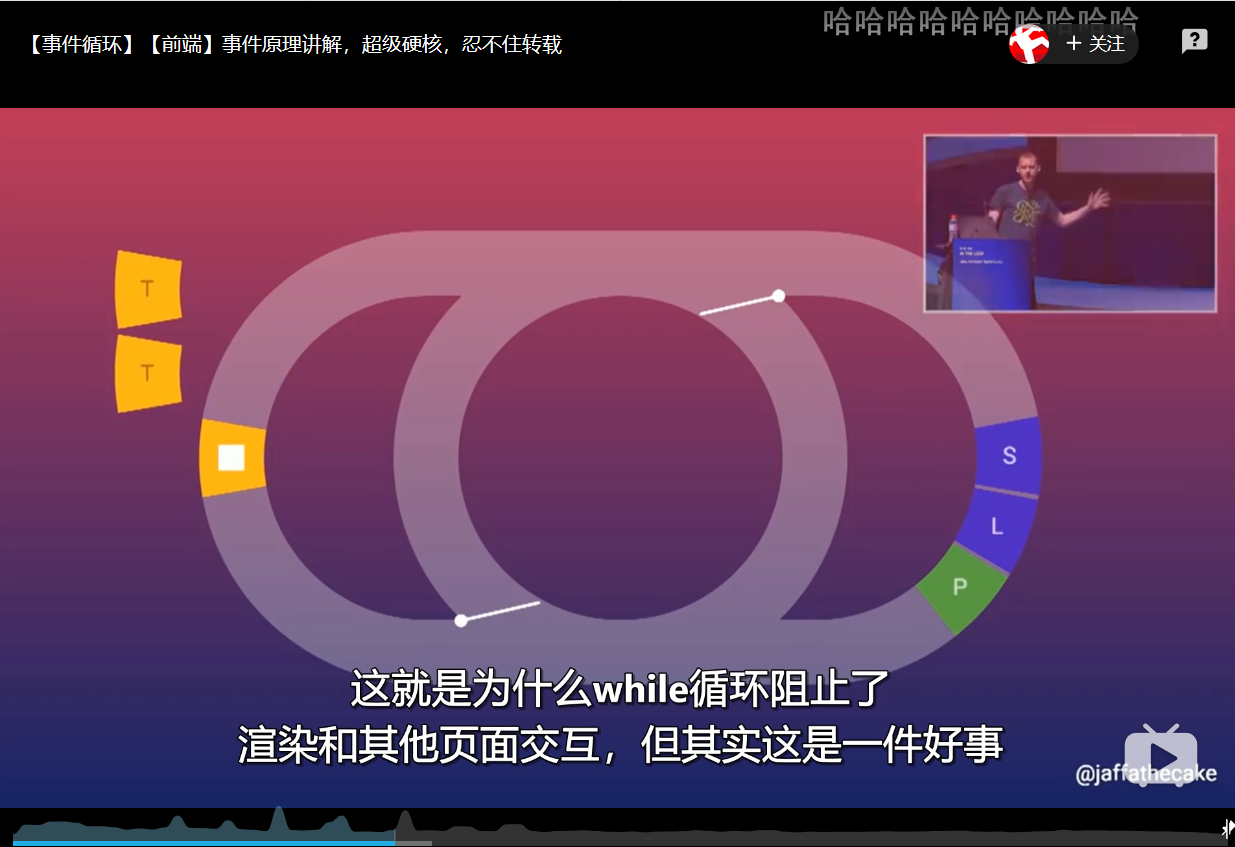 哈哈哈哈哈哈哈哈哈哈
【事件循环】【前端】事件原理讲解，超级硬核，忍不住转载
+ 关注
?
T
T
S
L
P
这就是为什么while循环阻止了
渲染和其他页面交互，但其实这是一件好事
@jaffathecake